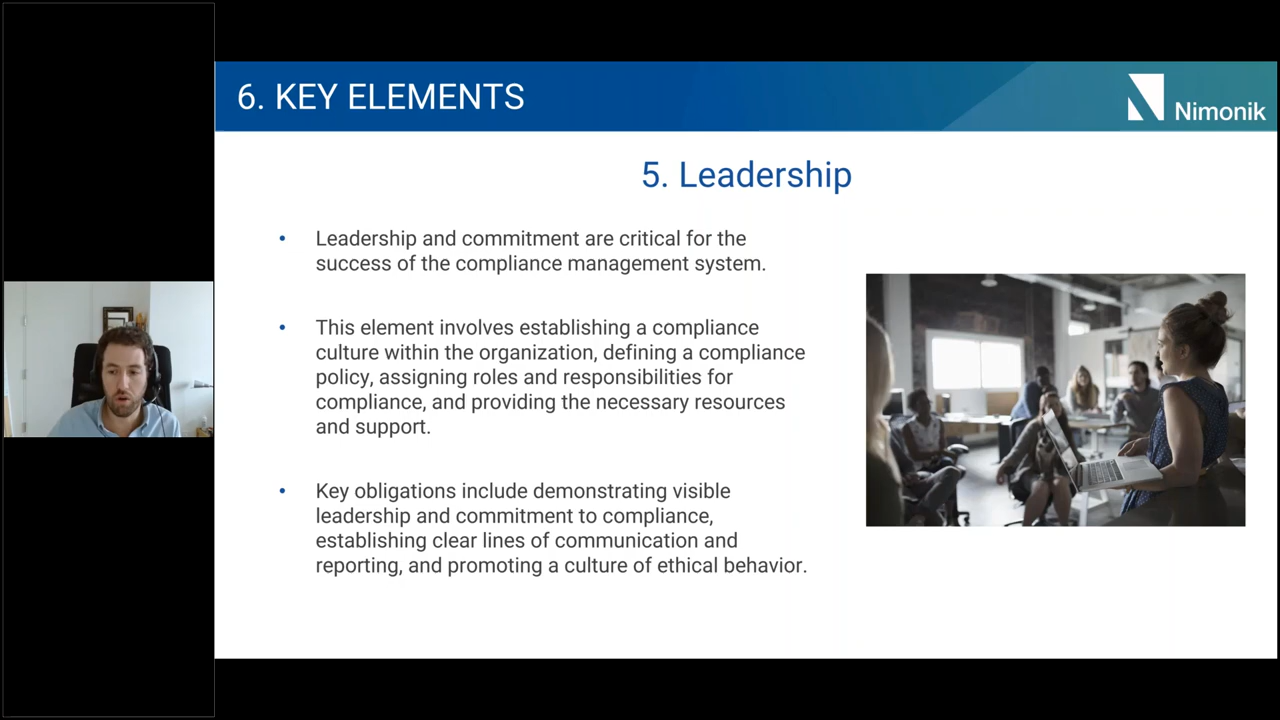 6. KEY ELEMENTS
Nimonik
5. Leadership
• Leadership and commitment are critical for the
success of the compliance management system.
• This element involves establishing a compliance
culture within the organization, defining a compliance
policy, assigning roles and responsibilities for
compliance, and providing the necessary resources
and support.
• Key obligations include demonstrating visible
leadership and commitment to compliance,
establishing clear lines of communication and
reporting, and promoting a culture of ethical behavior.